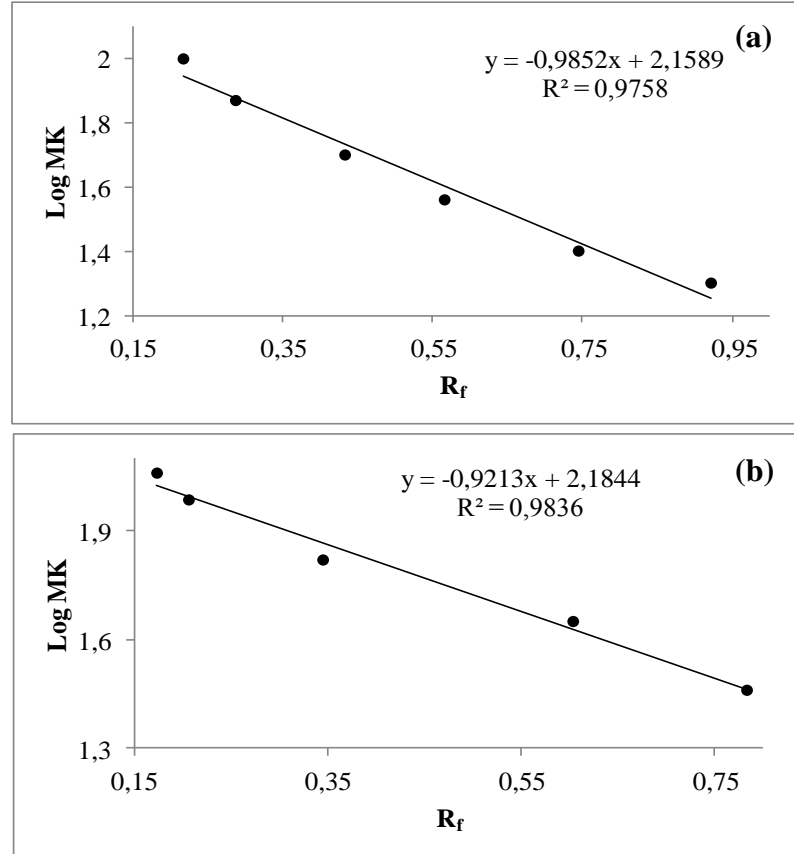 (a)
y = -0,9852x + 2,1589
R² = 0,9758
Log MK
2
1,8
1,6
1,4
1,2
0,15 0,35 0,55 0,75 0,95
Rf
(b)
y = -0,9213x + 2,1844
R² = 0,9836
Log MK
1,9
1,6
1,3
0,15 0,35 0,55 0,75
Rf